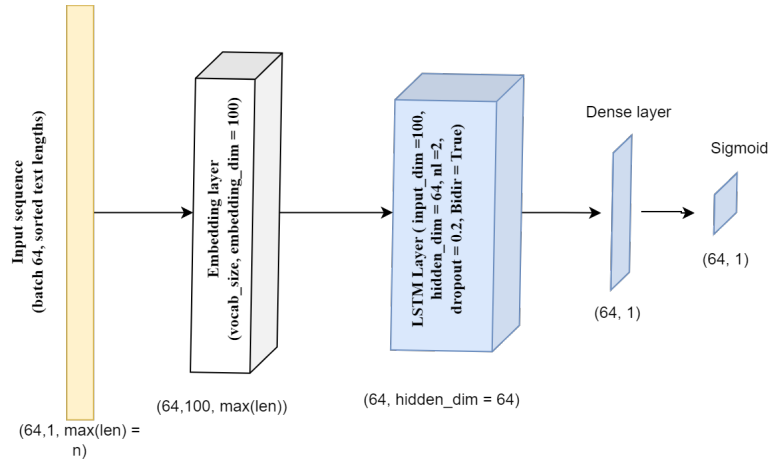 Input sequence
(batch 64, sorted text lengths)
(64,1, max(len) =
n)
Embedding layer
(vocab_size, embedding_dim = 100)
(64,100, max(len))
LSTM Layer ( input_dim =100,
hidden_dim = 64, nl =2,
dropout = 0.2, Bidir = True)
(64, hidden_dim = 64)
Dense layer
(64, 1)
Sigmoid
(64, 1)